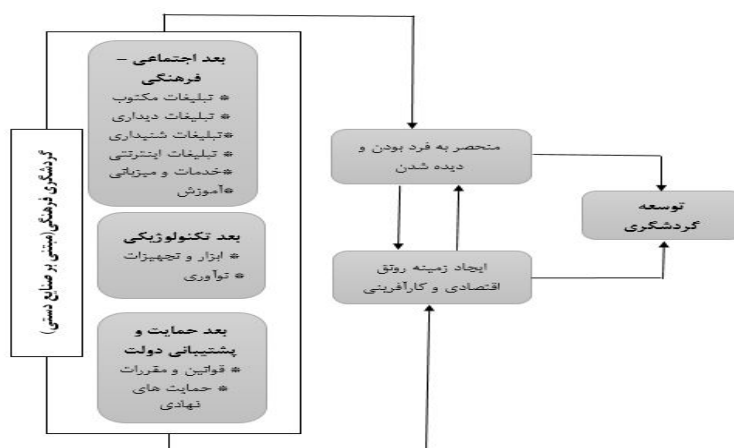 گردشگری فرهنگی(مبتنی بر صنایع دستی)
بعد اجتماعی –
فرهنگی
* تبلیغات مکتوب
* تبلیغات دیداری
*تبلیغات شنیداری
* تبلیغات اینترنتی
*خدمات و میزبانی
*آموزش
بعد تکنولوژیکی
* ابزار و تجهیزات
* نوآوری
بعد حمایت و
پشتیبانی دولت
* قوانین و مقررات
* حمایت های
نهادی
منحصر به فرد بودن و
دیده شدن
ایجاد زمینه رونق
اقتصادی و کارآفرینی
توسعه
گردشگری